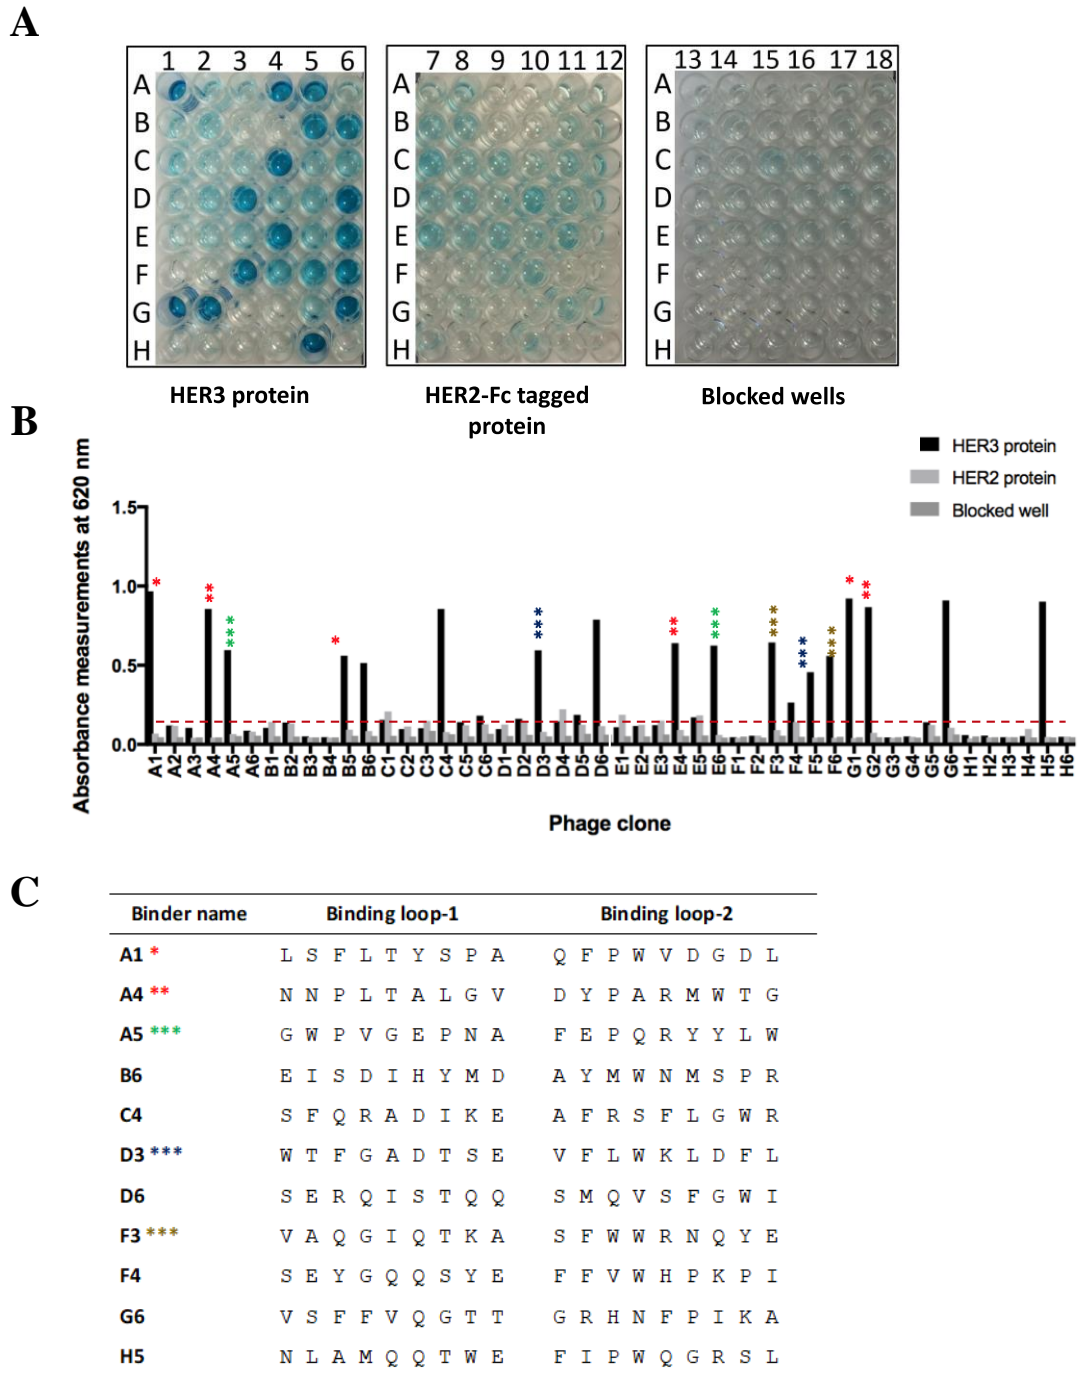 A
1 2 3 4 5 6
A
B
C
D
E
F
G
H
HER3 protein
7 8 9 10 11 12
A
B
C
D
E
F
G
H
HER2-Fc tagged
protein
13 14 15 16 17 18
A
B
C
D
E
F
G
H
Blocked wells
B
Absorbance measurements at 620 nm
HER3 protein
HER2 protein
Blocked well
1.5
1.0
0.5
0.0
* ** *** * *** ** *** *** *** *** * **
A1 A2 A3 A4 A5 A6 B1 B2 B3 B4 B5 B6 C1 C2 C3 C4 C5 C6 D1 D2 D3 D4 D5 D6 E1 E2 E3 E4 E5 E6 F1 F2 F3 F4 F5 F6 G1 G2 G3 G4 G5 G6 H1 H2 H3 H4 H5 H6
Phage clone
C
Binder name Binding loop-1 Binding loop-2
A1 * L S F L T Y S P A Q F P W V D G D L
A4 ** N N P L T A L G V D Y P A R M W T G
A5 *** G W P V G E P N A F E P Q R Y Y L W
B6 E I S D I H Y M D A Y M W N M S P R
C4 S F Q R A D I K E A F R S F L G W R
D3 *** W T F G A D T S E V F L W K L D F L
D6 S E R Q I S T Q Q S M Q V S F G W I
F3 *** V A Q G I Q T K A S F W W R N Q Y E
F4 S E Y G Q Q S Y E F F V W H P K P I
G6 V S F F V Q G T T G R H N F P I K A
H5 N L A M Q Q T W E F I P W Q G R S L